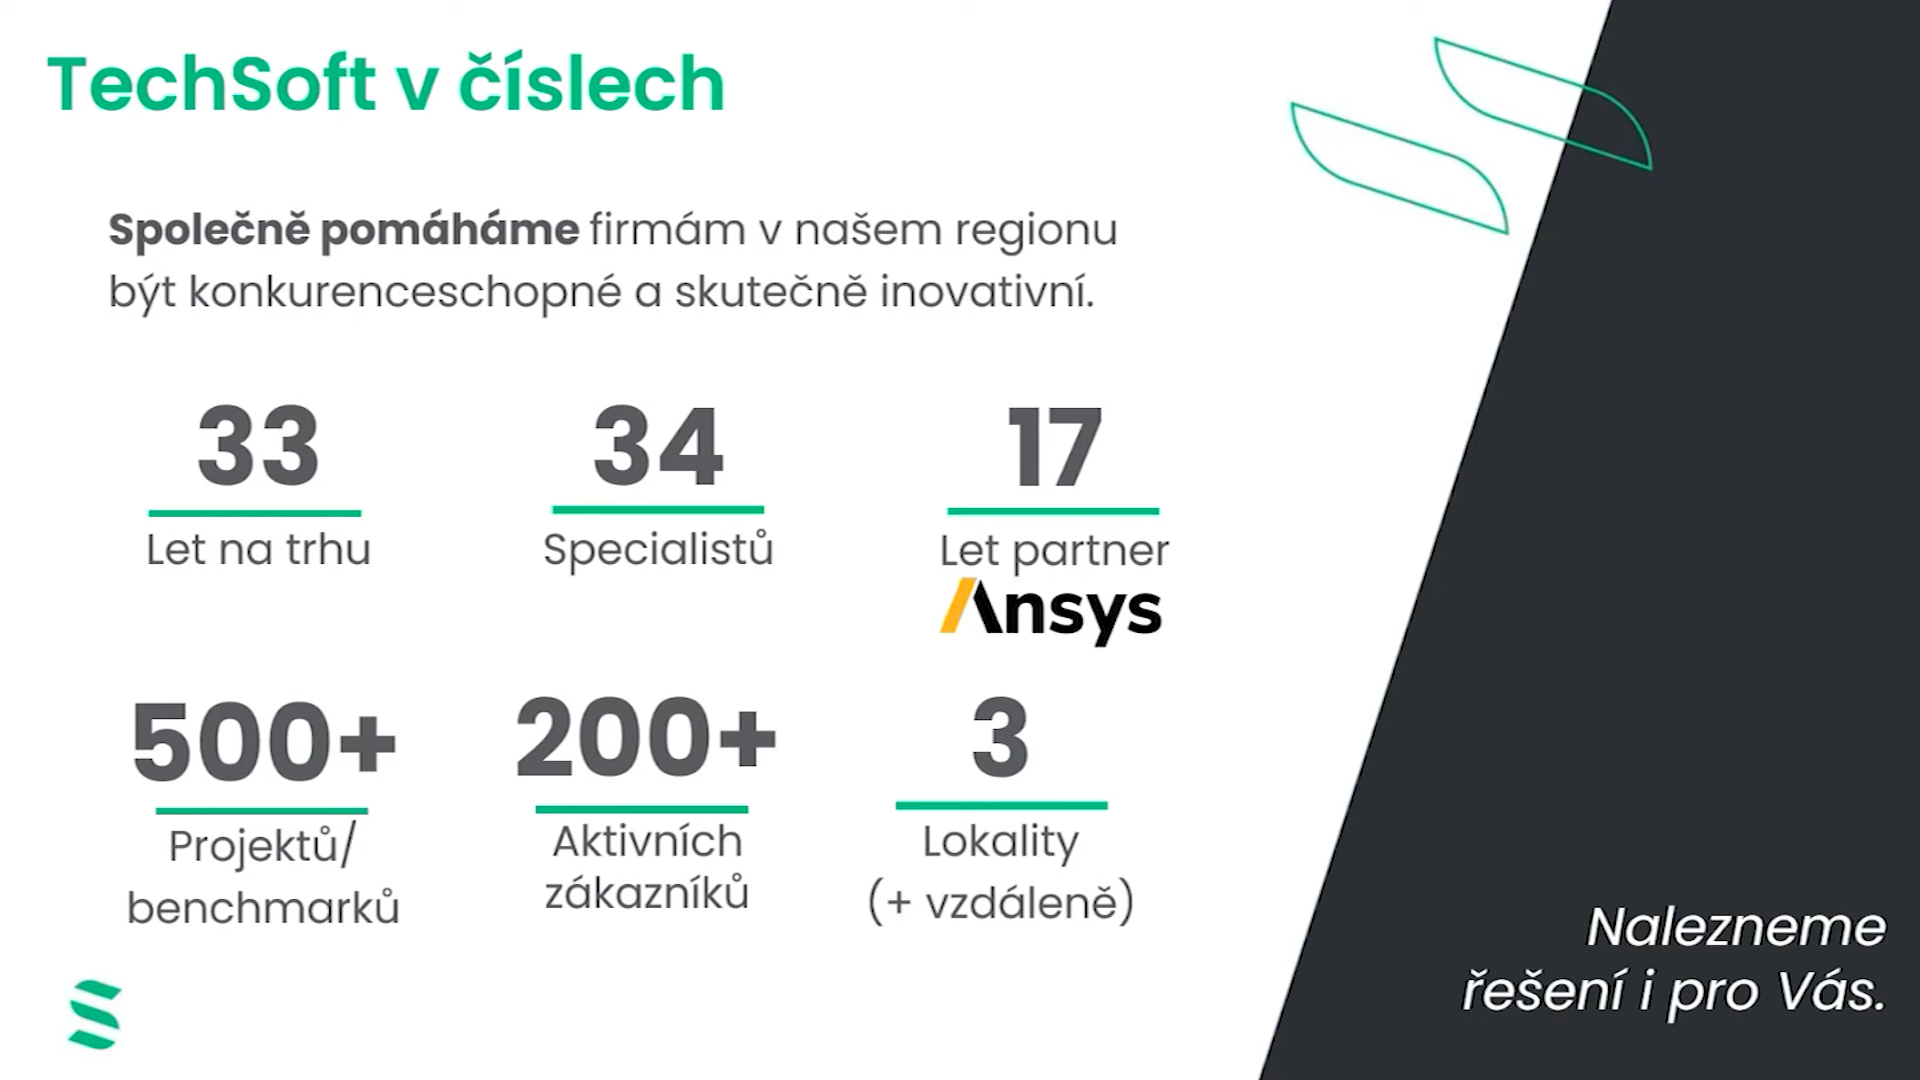 TechSoft v číslech
Společně pomáháme firmám v našem regionu
být konkurenceschopné a skutečně inovativní.
33
Let na trhu
34
Specialistů
17
Let partner
Ansys
500+
Projektů/
benchmarků
200+
Aktivních
zákazníků
3
Lokality
(+ vzdáleně)
Nalezneme
řešení i pro Vás.